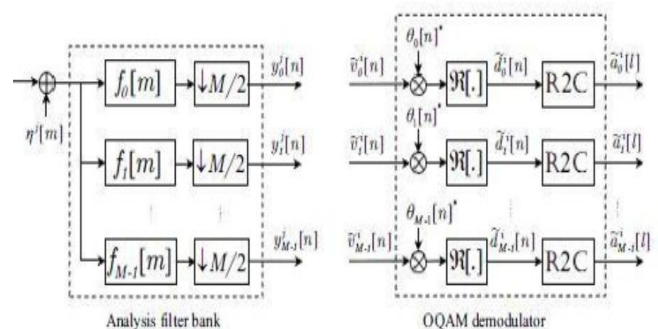 η^j[m]
f_0[m] ↓M/2 y_0^j[n]
f_1[m] ↓M/2 y_1^j[n]
f_{M-1}[m] ↓M/2 y_{M-1}^j[n]
Analysis filter bank
θ_0[n]^*
ṽ_0^i[n] ℜ[.] d̃_0^i[n] R2C ã_0^i[l]
θ_1[n]^*
ṽ_1^i[n] ℜ[.] d̃_1^i[n] R2C ã_1^i[l]
θ_{M-1}[n]^*
ṽ_{M-1}^i[n] ℜ[.] d̃_{M-1}^i[n] R2C ã_{M-1}^i[l]
OQAM demodulator